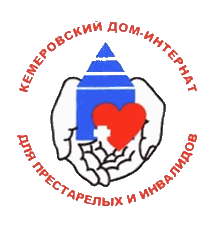 КЕМЕРОВСКИЙ ДОМ-ИНТЕРНАТ
ДЛЯ ПРЕСТАРЕЛЫХ И ИНВАЛИДОВ